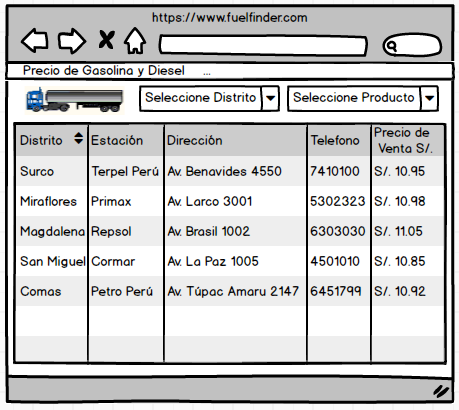 https://www.fuelfinder.com
Precio de Gasolina y Diesel ...
Seleccione Distrito Seleccione Producto
Distrito Estación Dirección Telefono Precio de
Venta S/.
Surco Terpel Perú Av. Benavides 4550 7410100 S/. 10.95
Miraflores Primax Av. Larco 3001 5302323 S/. 10.98
Magdalena Repsol Av. Brasil 1002 6303030 S/. 11.05
San Miguel Cormar Av. La Paz 1005 4501010 S/. 10.85
Comas Petro Perú Av. Túpac Amaru 2147 6451799 S/. 10.92